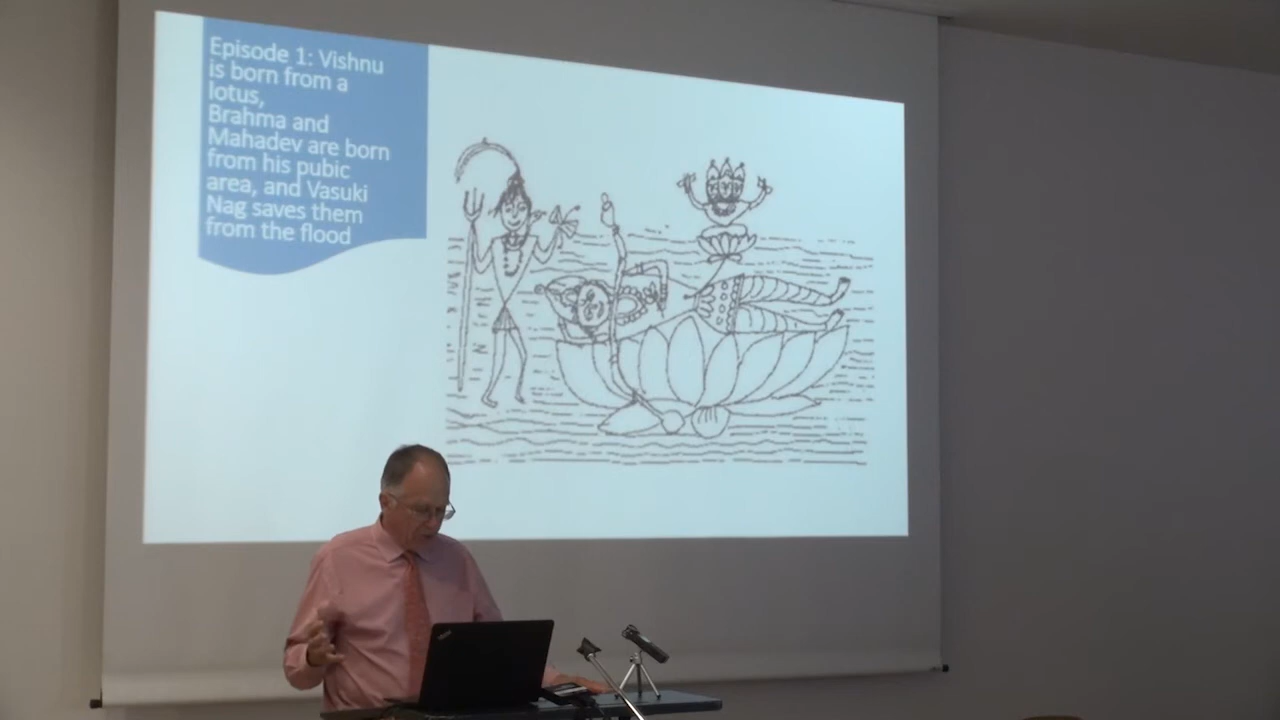 Episode 1: Vishnu
is born from a
lotus,
Brahma and
Mahadev are born
from his pubic
area, and Vasuki
Nag saves them
from the flood